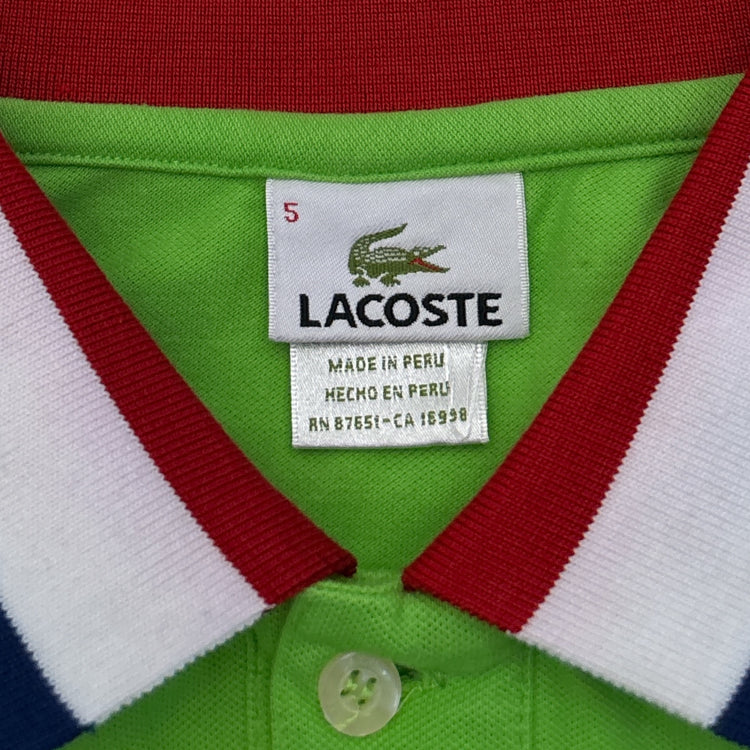 5
LACOSTE
MADE IN PERU
HECHO EN PERU
RN 87651-CA 16998